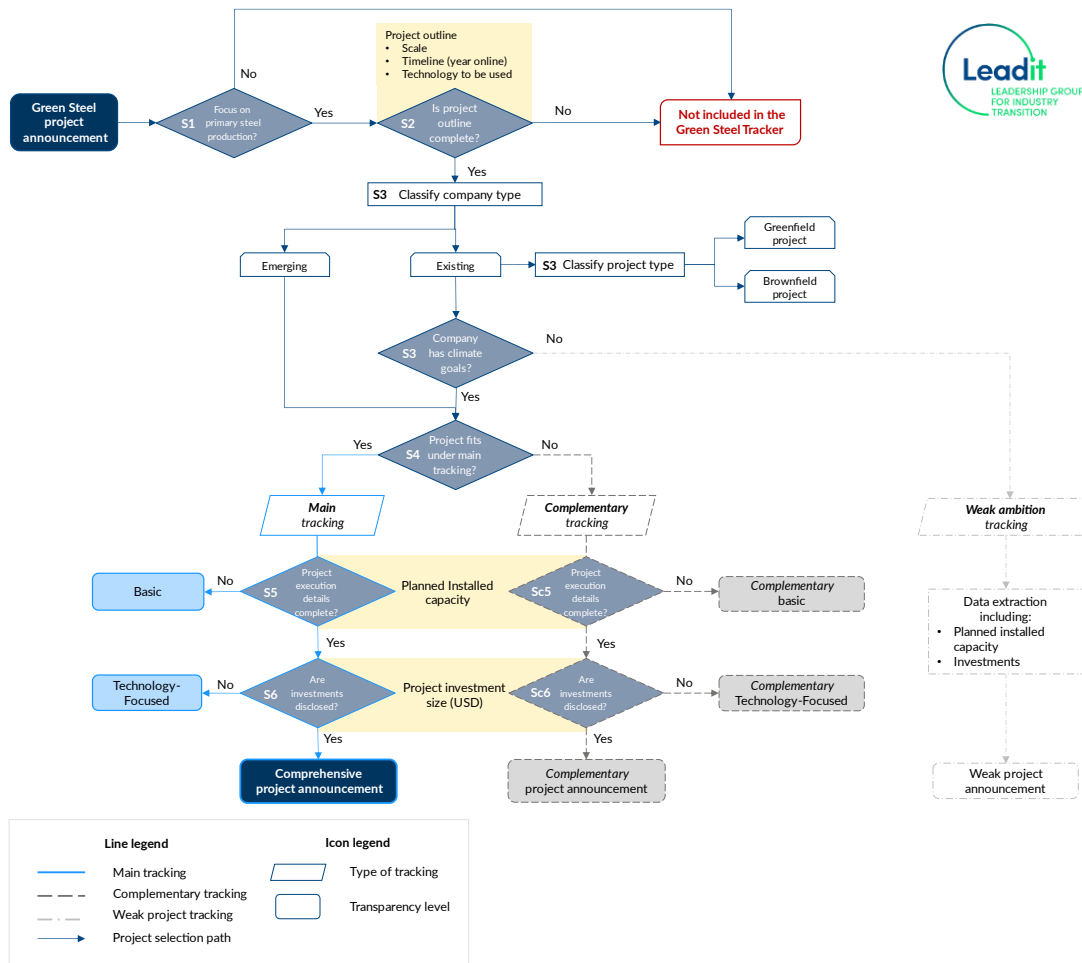 Project outline
• Scale
• Timeline (year online)
• Technology to be used
Leadit
LEADERSHIP GROUP
FOR INDUSTRY
TRANSITION
No
Green Steel
project
announcement
S1
Focus on
primary steel
production?
Yes
S2
Is project
outline
complete?
No
Not included in the
Green Steel Tracker
Yes
S3 Classify company type
Emerging
Existing
S3 Classify project type
Greenfield
project
Brownfield
project
S3
Company
has climate
goals?
No
Yes
S4
Project fits
under main
tracking?
Yes
No
Main
tracking
Complementary
tracking
Weak ambition
tracking
Basic
No
S5
Project
execution
details
complete?
Planned Installed
capacity
Sc5
Project
execution
details
complete?
No
Complementary
basic
Data extraction
including:
• Planned installed
capacity
• Investments
Yes
Yes
Technology-
Focused
No
S6
Are
investments
disclosed?
Project investment
size (USD)
Sc6
Are
investments
disclosed?
No
Complementary
Technology-Focused
Yes
Yes
Comprehensive
project announcement
Complementary
project announcement
Weak project
announcement
Line legend
Main tracking
Complementary tracking
Weak project tracking
Project selection path
Icon legend
Type of tracking
Transparency level